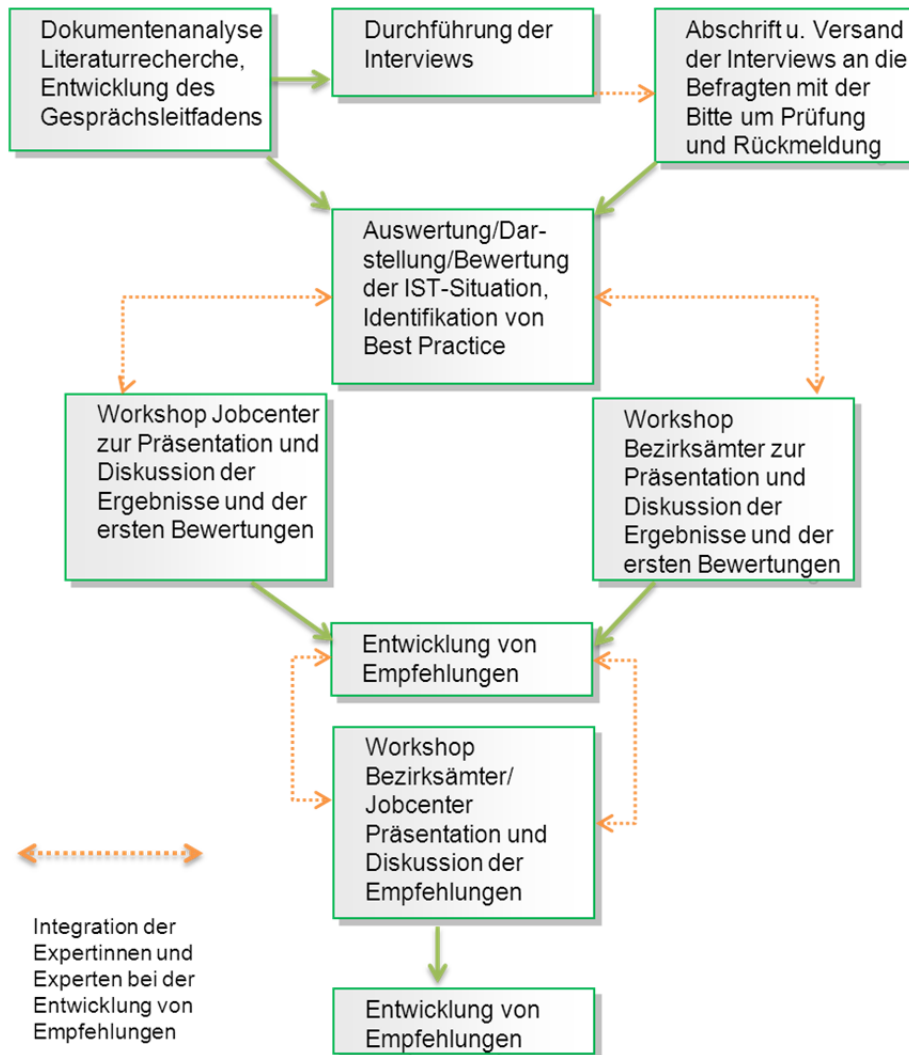 Dokumentenanalyse
Literaturrecherche,
Entwicklung des
Gesprächsleitfadens
Durchführung der
Interviews
Abschrift u. Versand
der Interviews an die
Befragten mit der
Bitte um Prüfung
und Rückmeldung
Auswertung/Dar-
stellung/Bewertung
der IST-Situation,
Identifikation von
Best Practice
Workshop Jobcenter
zur Präsentation und
Diskussion der
Ergebnisse und der
ersten Bewertungen
Workshop
Bezirksämter zur
Präsentation und
Diskussion der
Ergebnisse und der
ersten Bewertungen
Entwicklung von
Empfehlungen
Workshop
Bezirksämter/
Jobcenter
Präsentation und
Diskussion der
Empfehlungen
Integration der
Expertinnen und
Experten bei der
Entwicklung von
Empfehlungen
Entwicklung von
Empfehlungen